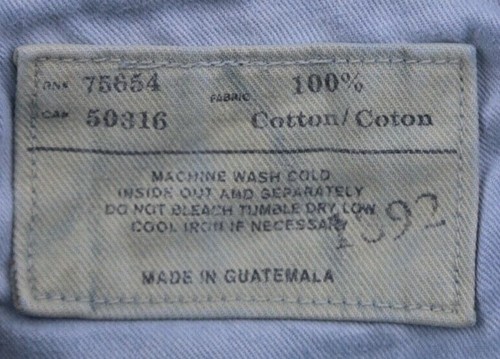 RN# 75654 FABRIC 100%
CA# 50316 Cotton/Coton
MACHINE WASH COLD
INSIDE OUT AND SEPARATELY
DO NOT BLEACH TUMBLE DRY LOW
COOL IRON IF NECESSARY
1892
MADE IN GUATEMALA